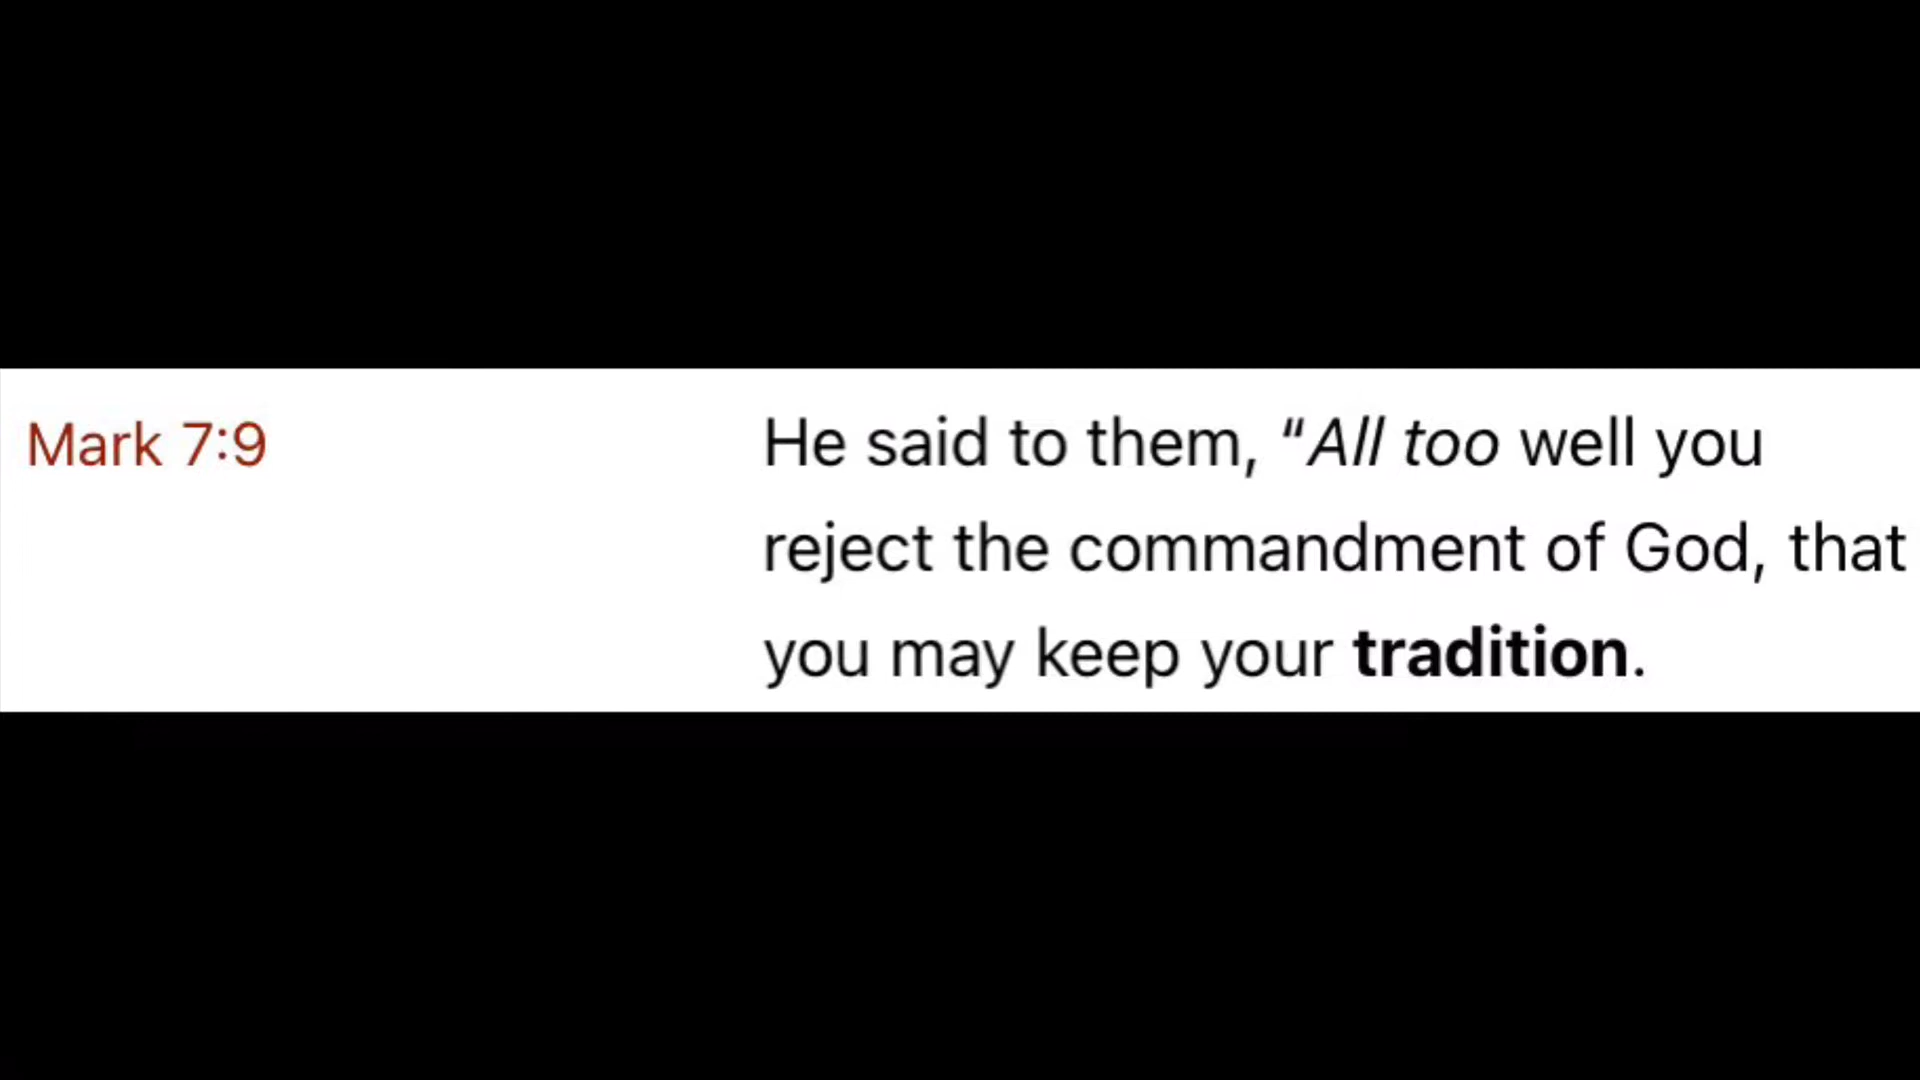 Mark 7:9
He said to them, “All too well you
reject the commandment of God, that
you may keep your tradition.